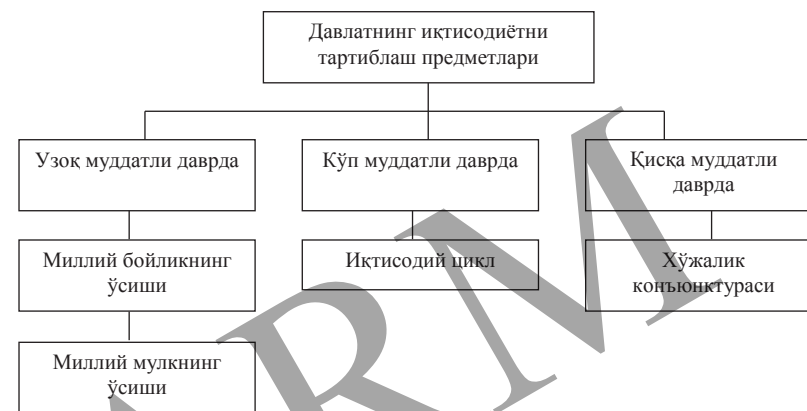 Давлатнинг иқтисодиётни
тартиблаш предметлари
Узоқ муддатли даврда
Кўп муддатли даврда
Қисқа муддатли
даврда
Миллий бойликнинг
ўсиши
Иқтисодий цикл
Хўжалик
конъюнктураси
Миллий мулкнинг
ўсиши
ARM